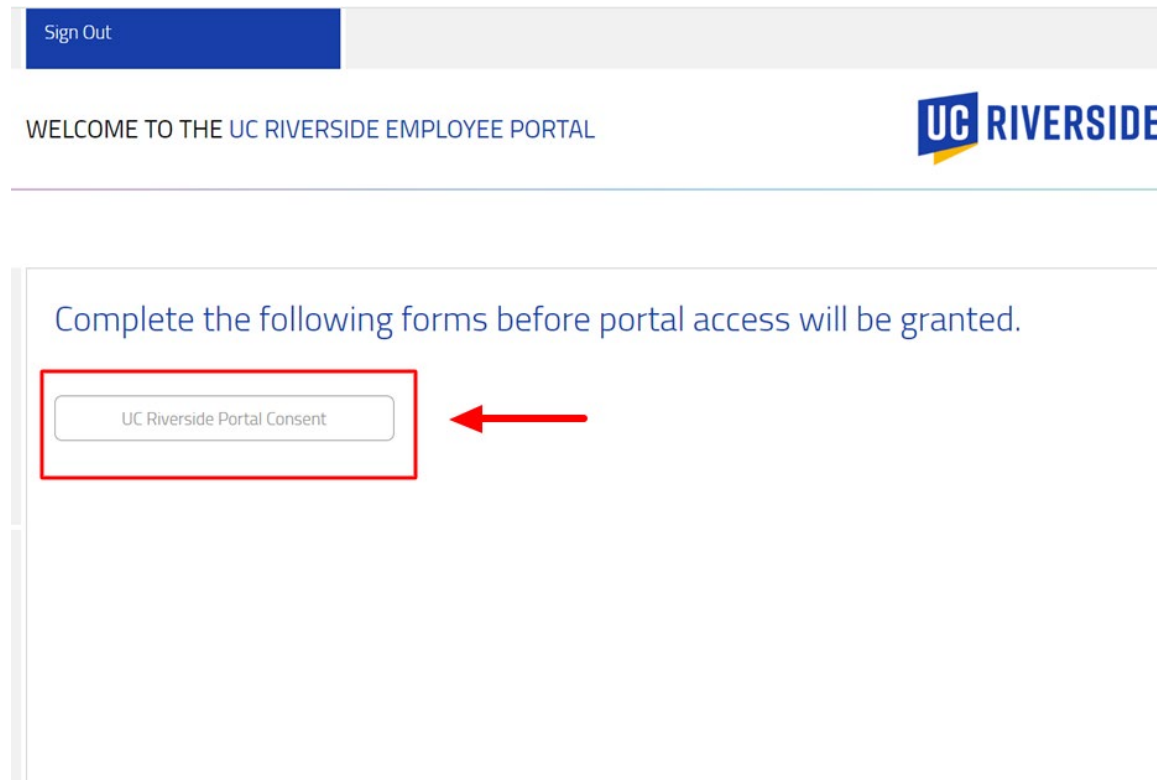 Sign Out
WELCOME TO THE UC RIVERSIDE EMPLOYEE PORTAL
UC RIVERSIDE
Complete the following forms before portal access will be granted.
UC Riverside Portal Consent